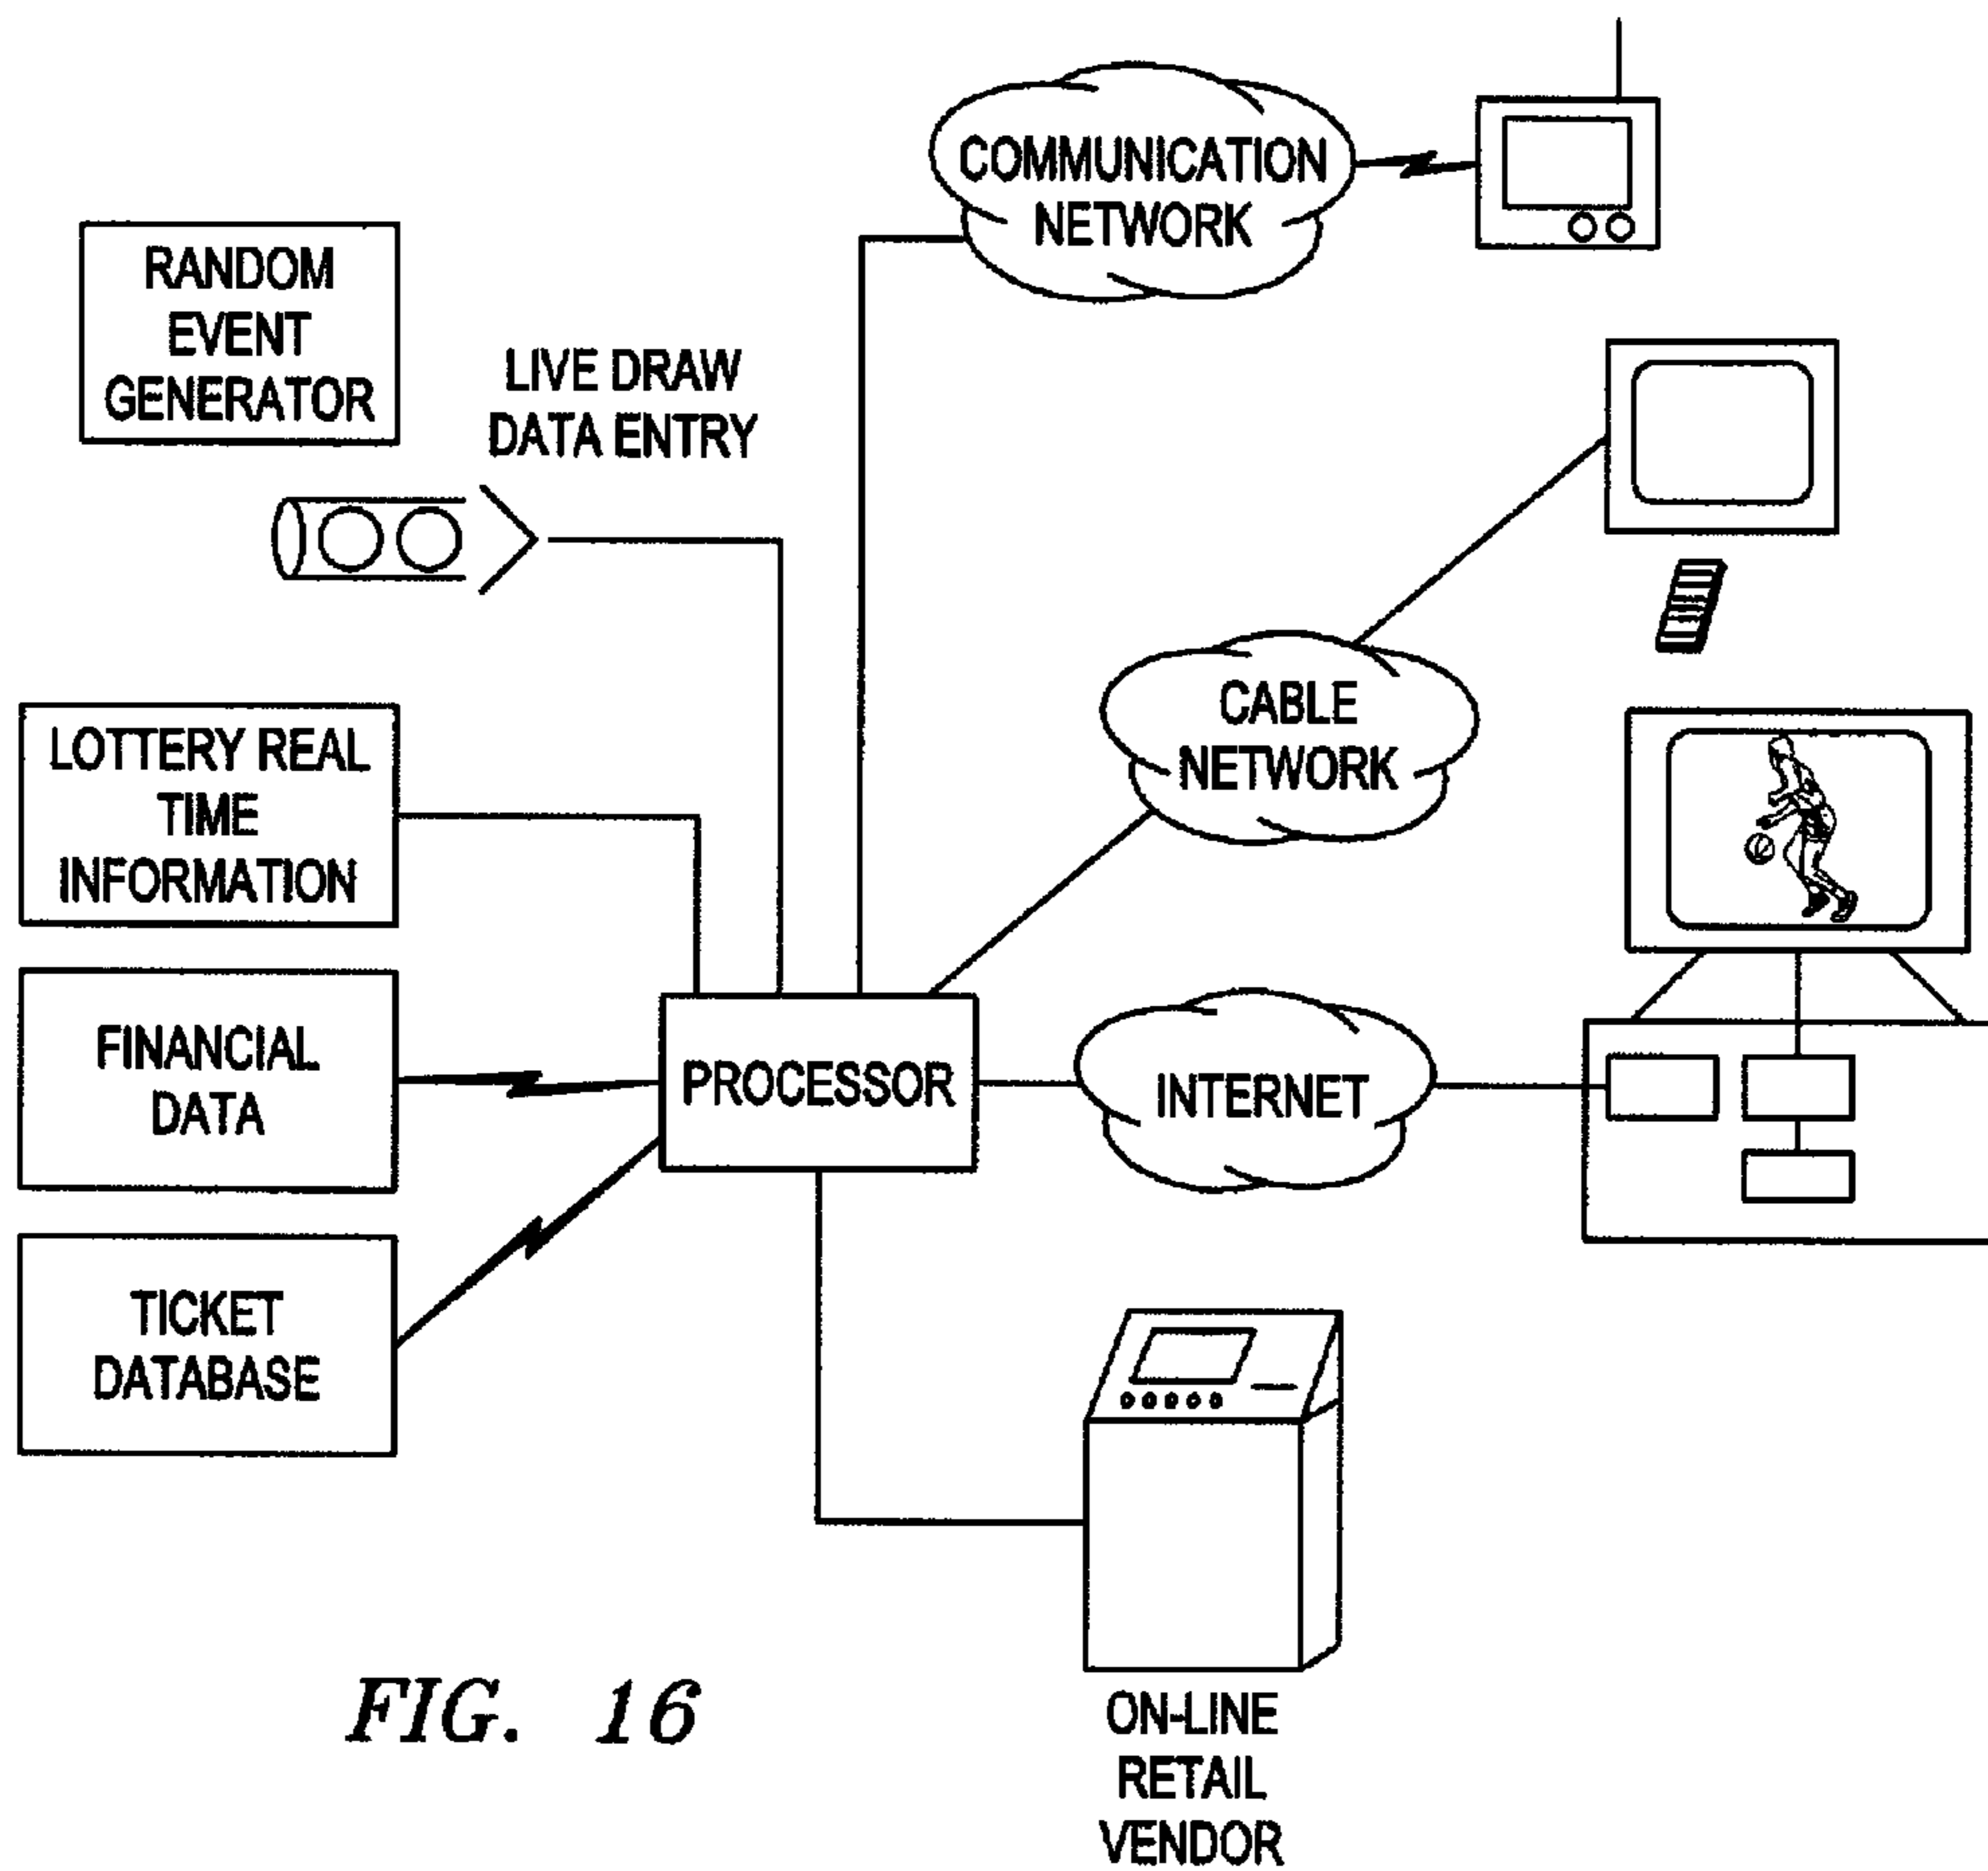 COMMUNICATION
NETWORK
RANDOM
EVENT
GENERATOR
LIVE DRAW
DATA ENTRY
CABLE
NETWORK
LOTTERY REAL
TIME
INFORMATION
FINANCIAL
DATA
PROCESSOR
INTERNET
TICKET
DATABASE
ON-LINE
RETAIL
VENDOR
FIG. 16